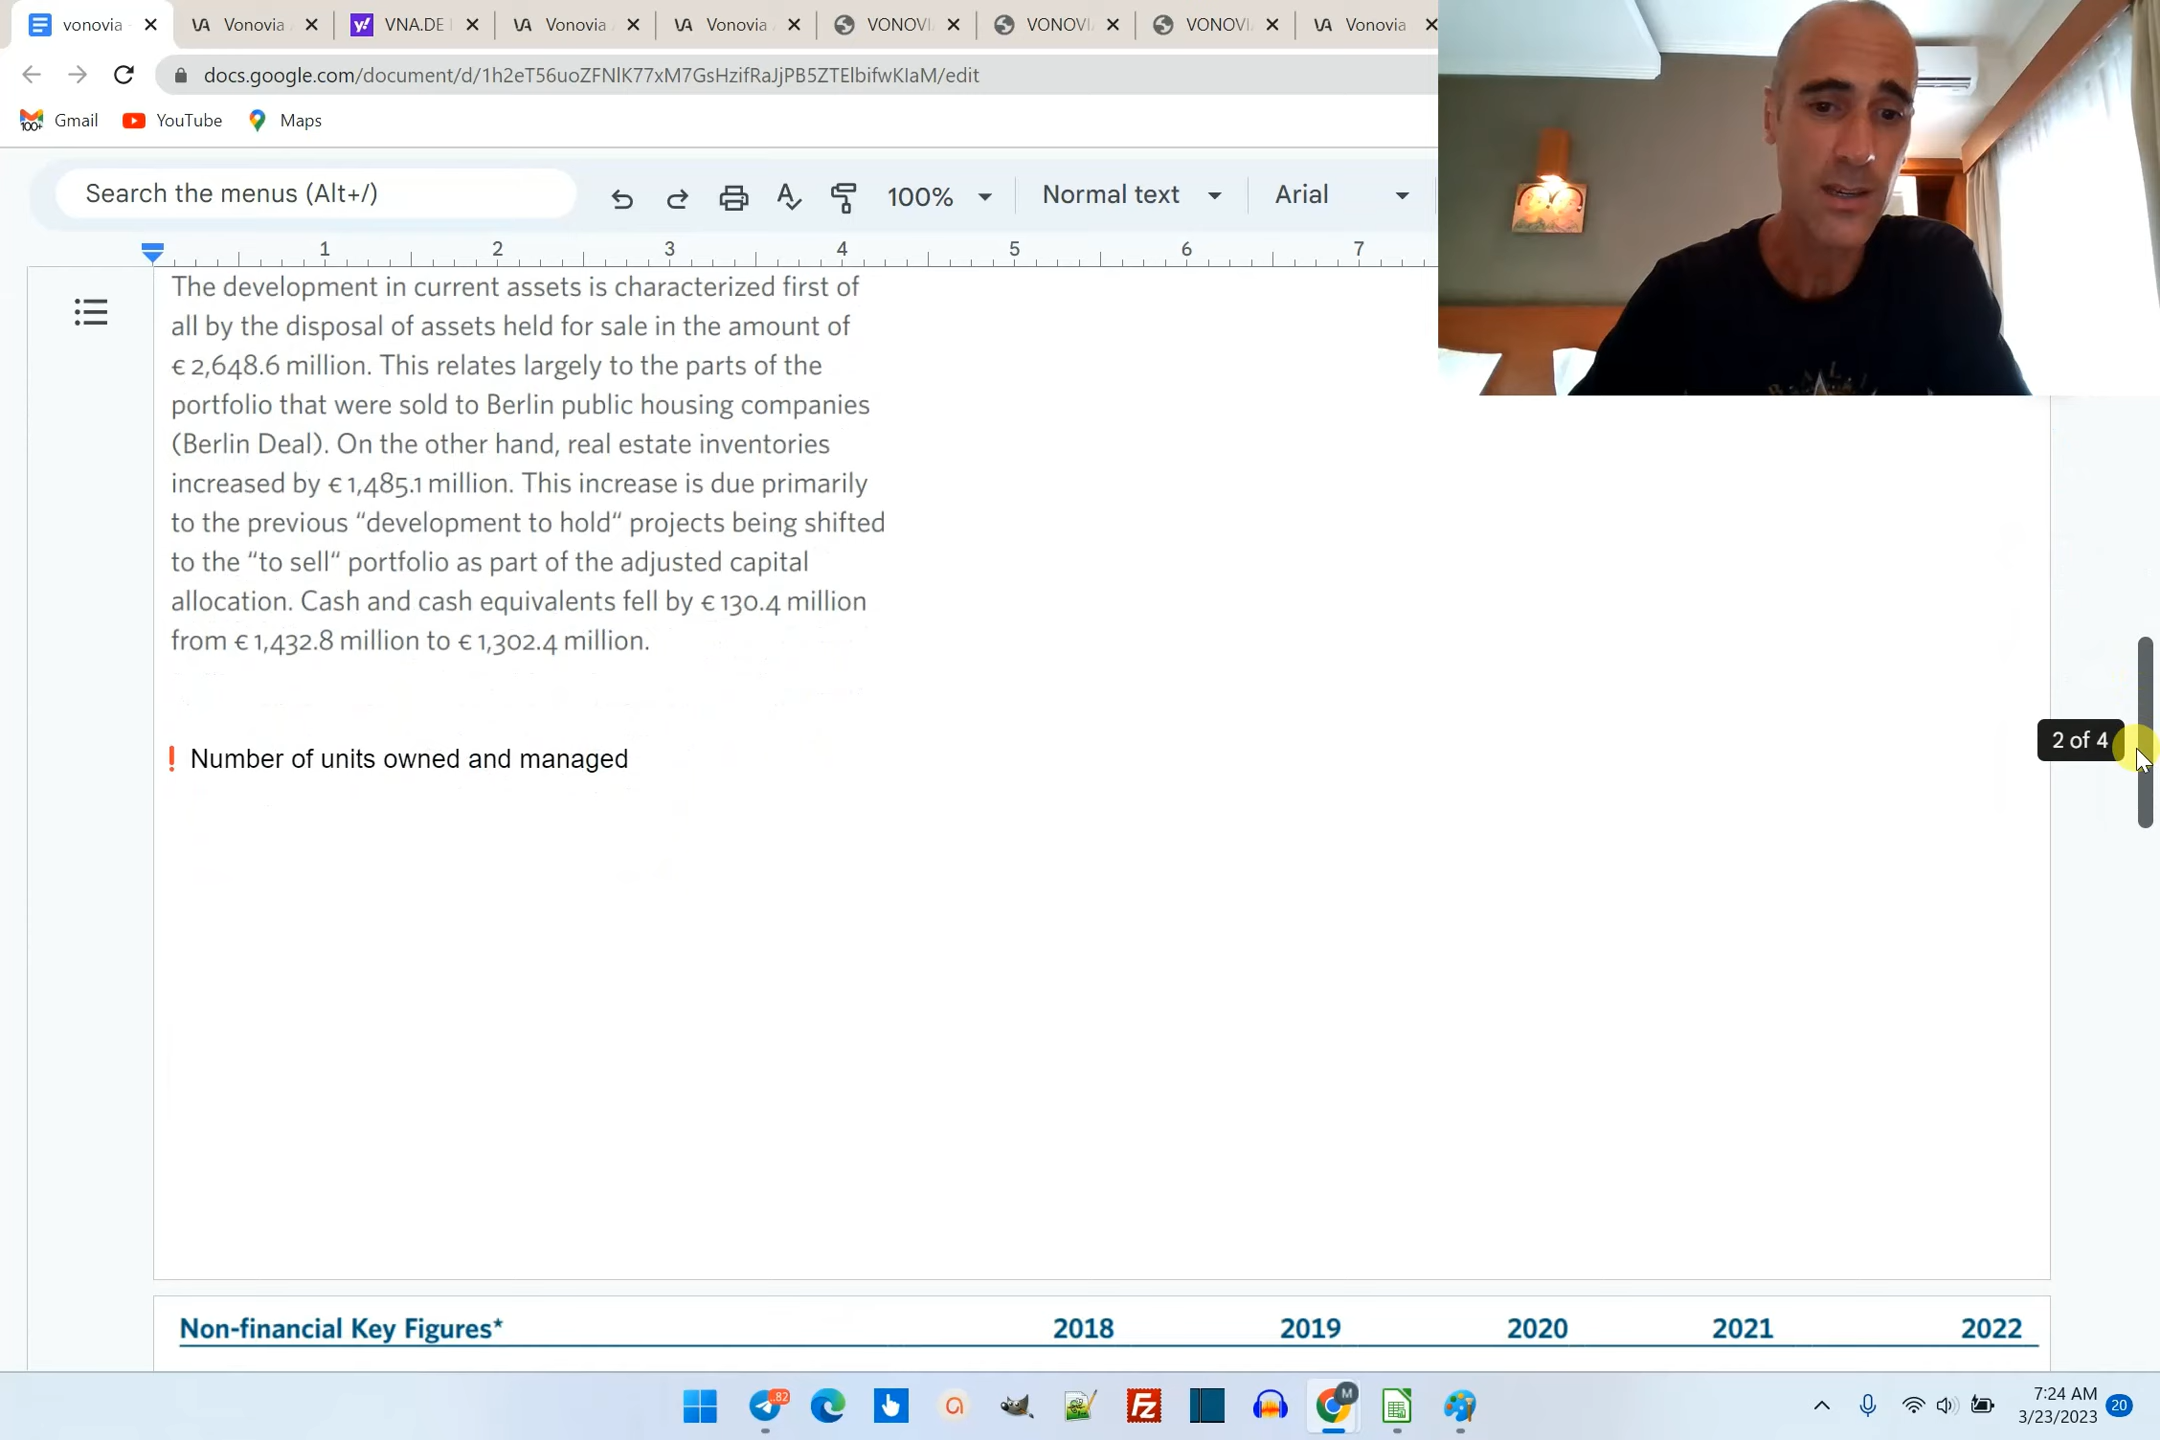 vonovia
Vonovia
VNA.DE
Vonovia
Vonovia
VONOVI
VONOVI
VONOVI
Vonovia
docs.google.com/document/d/1h2eT56uoZFNlK77xM7GsHzifRaJjPB5ZTElbifwKIaM/edit
Gmail
YouTube
Maps
Search the menus (Alt+/)
100%
Normal text
Arial
1 2 3 4 5 6 7
The development in current assets is characterized first of
all by the disposal of assets held for sale in the amount of
€ 2,648.6 million. This relates largely to the parts of the
portfolio that were sold to Berlin public housing companies
(Berlin Deal). On the other hand, real estate inventories
increased by € 1,485.1 million. This increase is due primarily
to the previous “development to hold“ projects being shifted
to the “to sell“ portfolio as part of the adjusted capital
allocation. Cash and cash equivalents fell by € 130.4 million
from € 1,432.8 million to € 1,302.4 million.
❗ Number of units owned and managed
2 of 4
Non-financial Key Figures* 2018 2019 2020 2021 2022
82
M
7:24 AM
3/23/2023
20